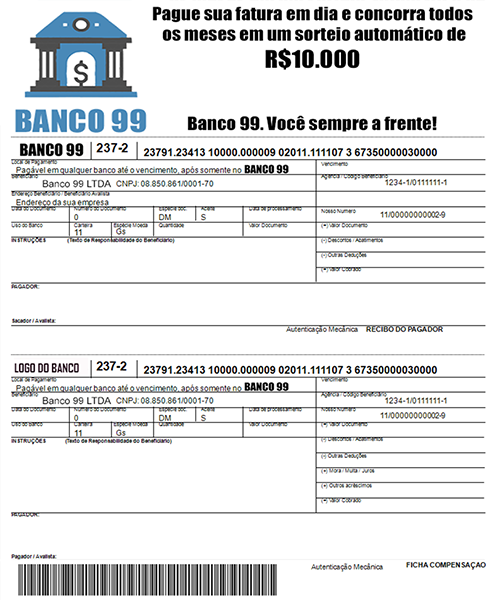 Pague sua fatura em dia e concorra todos
os meses em um sorteio automático de
R$10.000
$
BANCO 99
Banco 99. Você sempre a frente!
BANCO 99 237-2 23791.23413 10000.000009 02011.111107 3 67350000030000
Local de Pagamento Vencimento
Pagável em qualquer banco até o vencimento, após somente no BANCO 99
Beneficiário Agência / Código Beneficiário
Banco 99 LTDA CNPJ: 08.850.861/0001-70 1234-1/0111111-1
Endereço Beneficiário / Beneficiário Avalista
Endereço da sua empresa
Data do Documento Número do Documento Espécie doc. Aceite Data de processamento Nosso Número
0 DM S 11/00000000002-9
Uso do Banco Carteira Espécie Moeda Quantidade Valor Documento (=) Valor Documento
11 Gs
INSTRUÇÕES (Texto de Responsabilidade do Beneficiário) (-) Descontos / Abatimentos
(-) Outras Deduções
(=) Valor Cobrado
PAGADOR:
Sacador / Avalista:
Autenticação Mecânica RECIBO DO PAGADOR
LOGO DO BANCO 237-2 23791.23413 10000.000009 02011.111107 3 67350000030000
Local de Pagamento Vencimento
Pagável em qualquer banco até o vencimento, após somente no BANCO 99
Beneficiário Agência / Código Beneficiário
Banco 99 LTDA CNPJ: 08.850.861/0001-70 1234-1/0111111-1
Data do Documento Número do Documento Espécie doc. Aceite Data de processamento Nosso Número
0 DM S 11/00000000002-9
Uso do Banco Carteira Espécie Moeda Quantidade Valor Documento (=) Valor Documento
11 Gs
INSTRUÇÕES (Texto de Responsabilidade do Beneficiário) (-) Descontos / Abatimentos
(-) Outras Deduções
(+) Mora / Multa / Juros
(+) Outros acréscimos
(=) Valor Cobrado
PAGADOR:
Pagador / Avalista:
Autenticação Mecânica FICHA COMPENSAÇAO